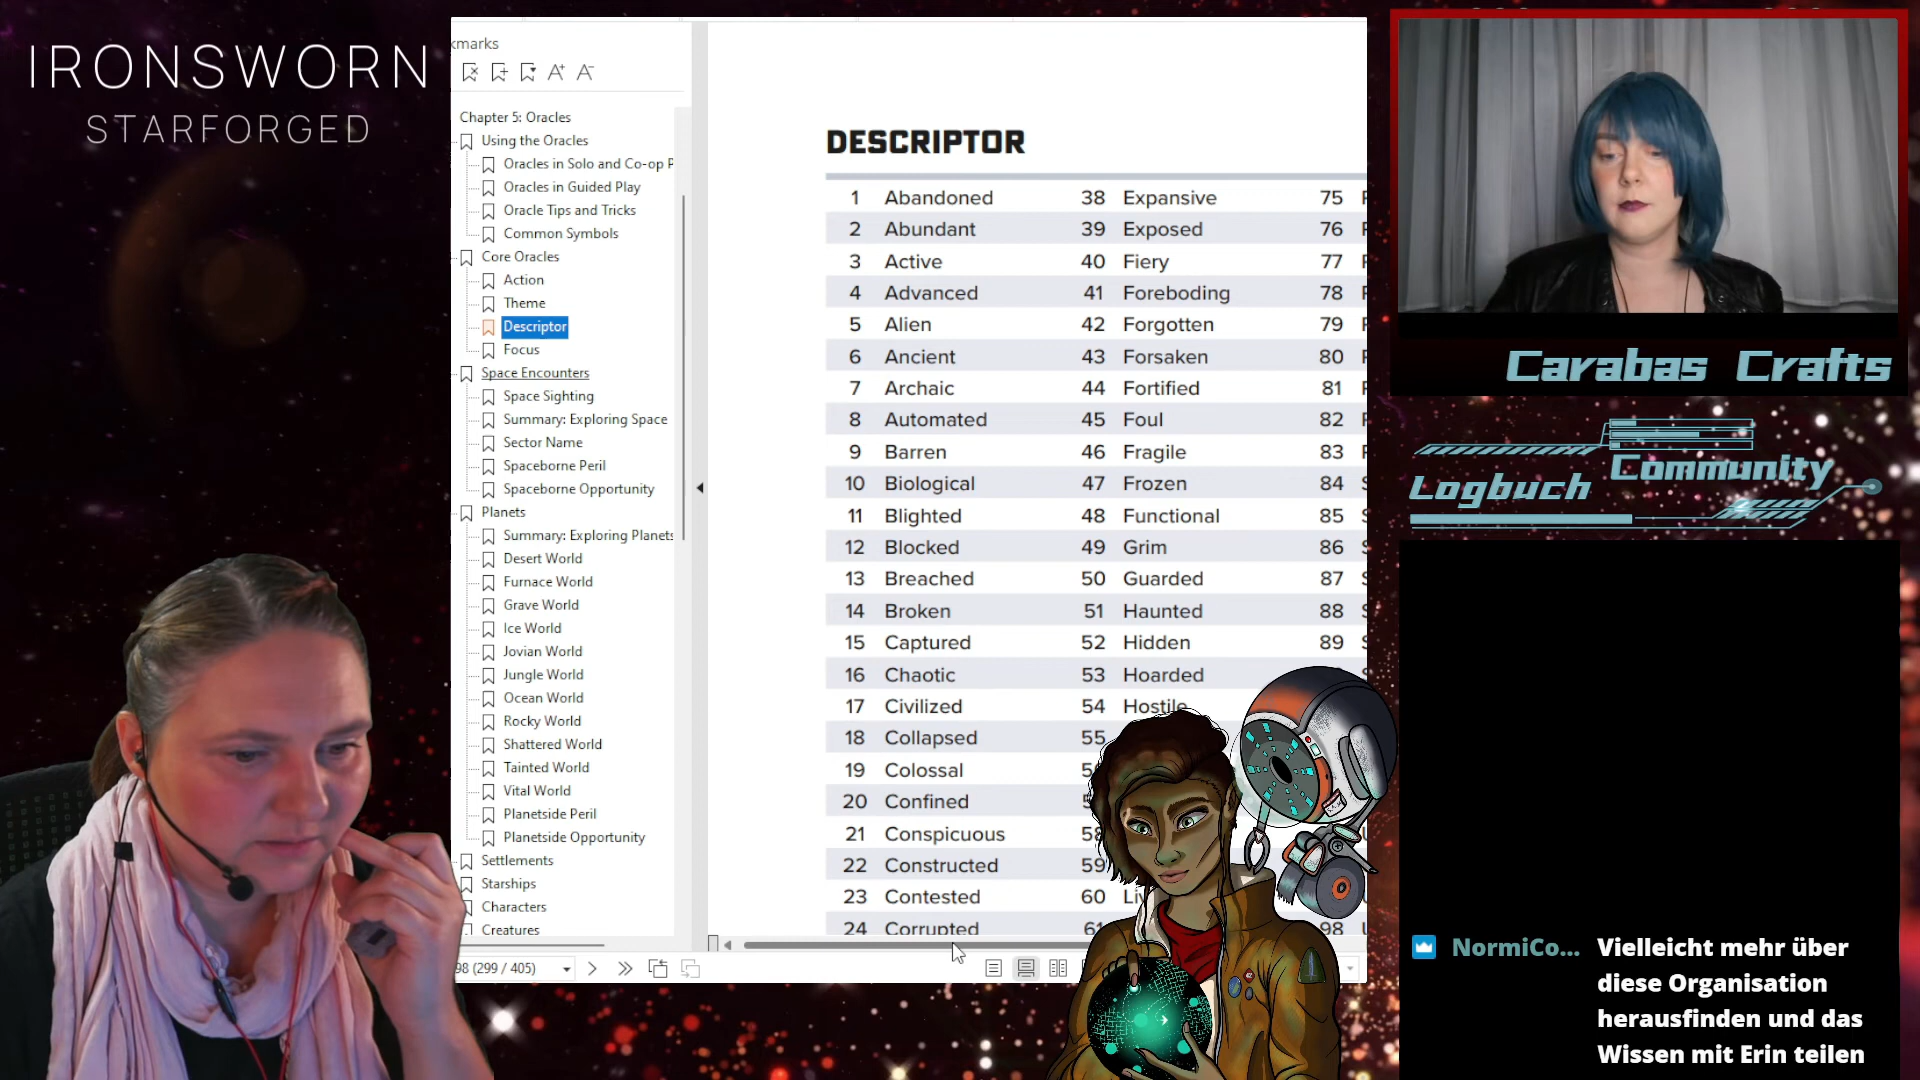 IRONSWORN
STARFORGED
kmarks
Chapter 5: Oracles
Using the Oracles
Oracles in Solo and Co-op P
Oracles in Guided Play
Oracle Tips and Tricks
Common Symbols
Core Oracles
Action
Theme
Descriptor
Focus
Space Encounters
Space Sighting
Summary: Exploring Space
Sector Name
Spaceborne Peril
Spaceborne Opportunity
Planets
Summary: Exploring Planets
Desert World
Furnace World
Grave World
Ice World
Jovian World
Jungle World
Ocean World
Rocky World
Shattered World
Tainted World
Vital World
Planetside Peril
Planetside Opportunity
Settlements
Starships
Characters
Creatures
98 (299 / 405)
DESCRIPTOR
1 Abandoned 38 Expansive 75
2 Abundant 39 Exposed 76
3 Active 40 Fiery 77
4 Advanced 41 Foreboding 78
5 Alien 42 Forgotten 79
6 Ancient 43 Forsaken 80
7 Archaic 44 Fortified 81
8 Automated 45 Foul 82
9 Barren 46 Fragile 83
10 Biological 47 Frozen 84
11 Blighted 48 Functional 85
12 Blocked 49 Grim 86
13 Breached 50 Guarded 87
14 Broken 51 Haunted 88
15 Captured 52 Hidden 89
16 Chaotic 53 Hoarded
17 Civilized 54 Hostile
18 Collapsed 55
19 Colossal
20 Confined
21 Conspicuous 58
22 Constructed 59
23 Contested 60
24 Corrupted 61 98
Carabas Crafts
Logbuch Community
NormiCo... Vielleicht mehr über
diese Organisation
herausfinden und das
Wissen mit Erin teilen